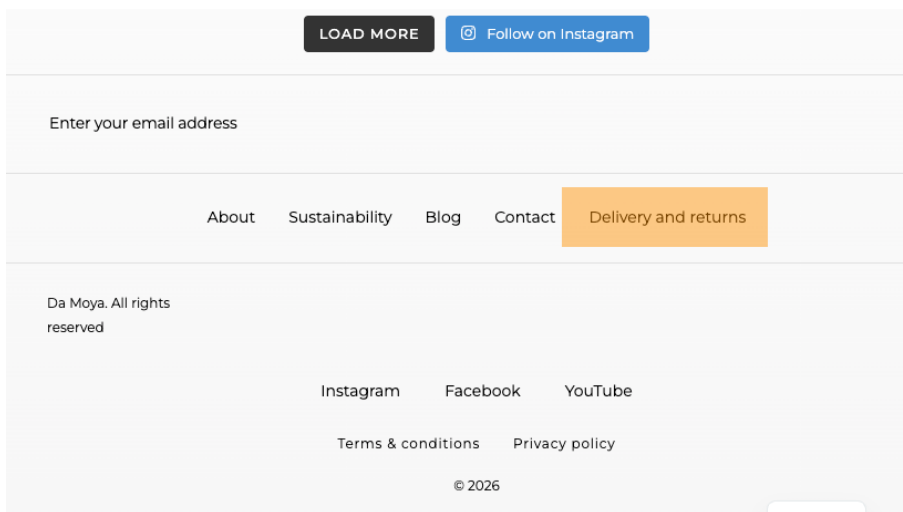 LOAD MORE Follow on Instagram
Enter your email address
About Sustainability Blog Contact Delivery and returns
Da Moya. All rights
reserved
Instagram Facebook YouTube
Terms & conditions Privacy policy
© 2026